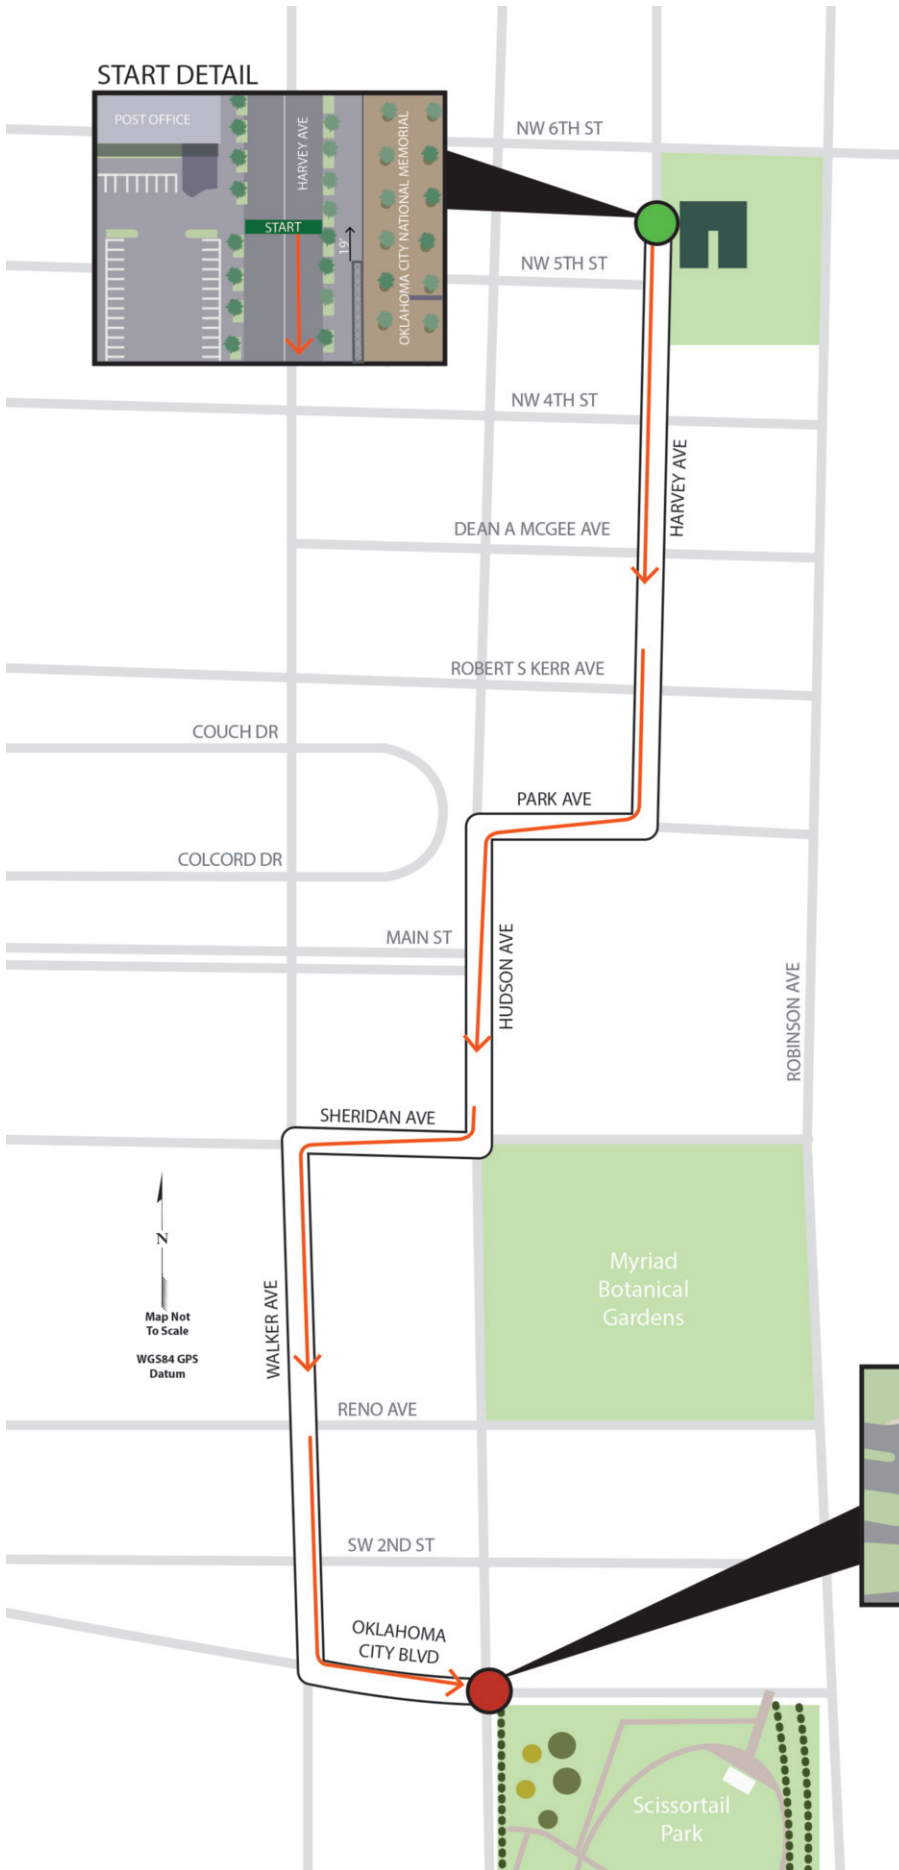 START DETAIL
POST OFFICE
HARVEY AVE
START
19'
OKLAHOMA CITY NATIONAL MEMORIAL
NW 6TH ST
NW 5TH ST
NW 4TH ST
HARVEY AVE
DEAN A MCGEE AVE
ROBERT S KERR AVE
COUCH DR
PARK AVE
COLCORD DR
MAIN ST
HUDSON AVE
ROBINSON AVE
SHERIDAN AVE
N
Map Not
To Scale
WGS84 GPS
Datum
WALKER AVE
Myriad
Botanical
Gardens
RENO AVE
SW 2ND ST
OKLAHOMA
CITY BLVD
Scissortail
Park